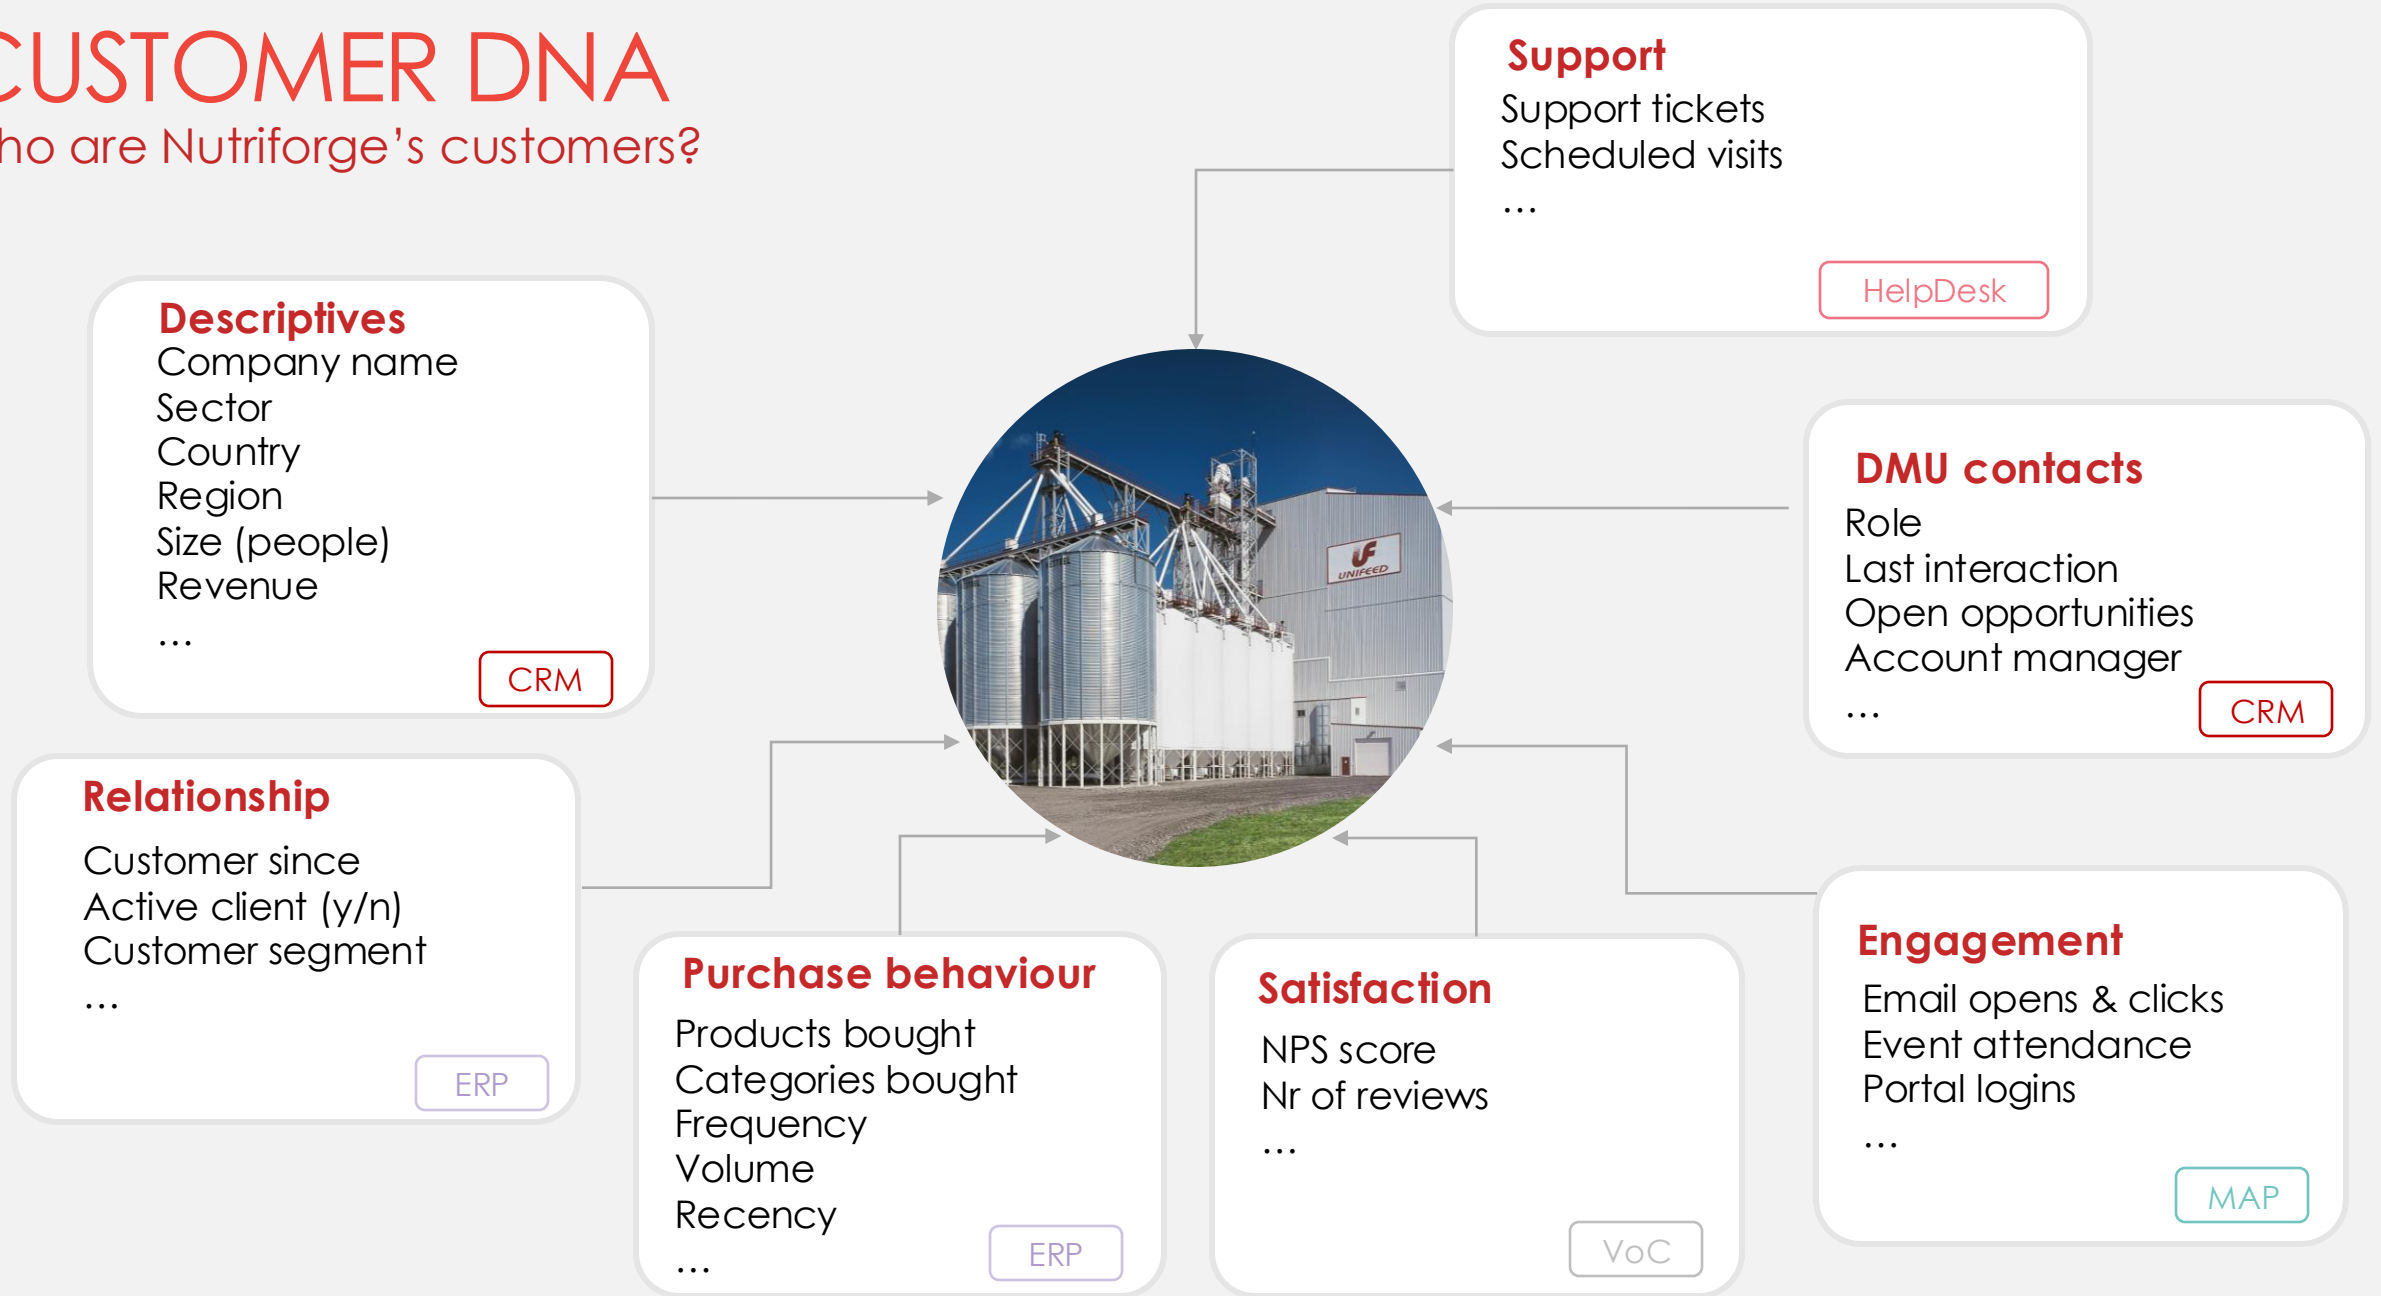 CUSTOMER DNA
ho are Nutriforge’s customers?
Support
Support tickets
Scheduled visits
…
HelpDesk
Descriptives
Company name
Sector
Country
Region
Size (people)
Revenue
…
CRM
UF
UNIFEED
DMU contacts
Role
Last interaction
Open opportunities
Account manager
…
CRM
Relationship
Customer since
Active client (y/n)
Customer segment
…
ERP
Purchase behaviour
Products bought
Categories bought
Frequency
Volume
Recency
…
ERP
Satisfaction
NPS score
Nr of reviews
…
VoC
Engagement
Email opens & clicks
Event attendance
Portal logins
…
MAP